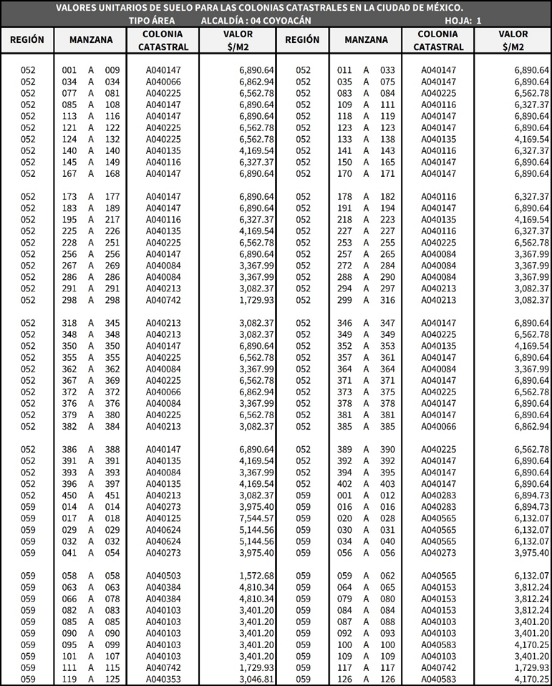 VALORES UNITARIOS DE SUELO PARA LAS COLONIAS CATASTRALES EN LA CIUDAD DE MÉXICO.
TIPO ÁREA ALCALDÍA : 04 COYOACÁN HOJA: 1
REGIÓN MANZANA COLONIA CATASTRAL VALOR $/M2 REGIÓN MANZANA COLONIA CATASTRAL VALOR $/M2
052 001 A 009 A040147 6,890.64 052 011 A 033 A040147 6,890.64
052 034 A 034 A040066 6,862.94 052 035 A 075 A040147 6,890.64
052 077 A 081 A040225 6,562.78 052 083 A 084 A040225 6,562.78
052 085 A 108 A040147 6,890.64 052 109 A 111 A040116 6,327.37
052 113 A 116 A040147 6,890.64 052 118 A 119 A040147 6,890.64
052 121 A 122 A040225 6,562.78 052 123 A 123 A040147 6,890.64
052 124 A 132 A040225 6,562.78 052 133 A 138 A040135 4,169.54
052 140 A 140 A040135 4,169.54 052 141 A 143 A040116 6,327.37
052 145 A 149 A040116 6,327.37 052 150 A 165 A040147 6,890.64
052 167 A 168 A040147 6,890.64 052 170 A 171 A040147 6,890.64
052 173 A 177 A040147 6,890.64 052 178 A 182 A040116 6,327.37
052 183 A 189 A040147 6,890.64 052 191 A 194 A040147 6,890.64
052 195 A 217 A040116 6,327.37 052 218 A 223 A040135 4,169.54
052 225 A 226 A040135 4,169.54 052 227 A 227 A040116 6,327.37
052 228 A 251 A040225 6,562.78 052 253 A 255 A040225 6,562.78
052 256 A 256 A040147 6,890.64 052 257 A 265 A040084 3,367.99
052 267 A 269 A040084 3,367.99 052 272 A 284 A040084 3,367.99
052 286 A 286 A040084 3,367.99 052 288 A 290 A040084 3,367.99
052 291 A 291 A040213 3,082.37 052 294 A 297 A040213 3,082.37
052 298 A 298 A040742 1,729.93 052 299 A 316 A040213 3,082.37
052 318 A 345 A040213 3,082.37 052 346 A 347 A040147 6,890.64
052 348 A 348 A040213 3,082.37 052 349 A 349 A040225 6,562.78
052 350 A 350 A040147 6,890.64 052 352 A 353 A040135 4,169.54
052 355 A 355 A040225 6,562.78 052 357 A 361 A040147 6,890.64
052 362 A 362 A040084 3,367.99 052 364 A 364 A040084 3,367.99
052 367 A 369 A040225 6,562.78 052 371 A 371 A040147 6,890.64
052 372 A 372 A040066 6,862.94 052 373 A 375 A040225 6,562.78
052 376 A 376 A040084 3,367.99 052 378 A 378 A040147 6,890.64
052 379 A 380 A040225 6,562.78 052 381 A 381 A040147 6,890.64
052 382 A 384 A040213 3,082.37 052 385 A 385 A040066 6,862.94
052 386 A 388 A040147 6,890.64 052 389 A 390 A040225 6,562.78
052 391 A 391 A040135 4,169.54 052 392 A 392 A040147 6,890.64
052 393 A 393 A040084 3,367.99 052 394 A 395 A040147 6,890.64
052 396 A 397 A040135 4,169.54 052 402 A 403 A040147 6,890.64
052 450 A 451 A040213 3,082.37 059 001 A 012 A040283 6,894.73
059 014 A 014 A040273 3,975.40 059 016 A 016 A040283 6,894.73
059 017 A 018 A040125 7,544.57 059 020 A 028 A040565 6,132.07
059 029 A 029 A040624 5,144.56 059 030 A 031 A040565 6,132.07
059 032 A 032 A040624 5,144.56 059 034 A 040 A040565 6,132.07
059 041 A 054 A040273 3,975.40 059 056 A 056 A040273 3,975.40
059 058 A 058 A040503 1,572.68 059 059 A 062 A040565 6,132.07
059 063 A 063 A040384 4,810.34 059 064 A 065 A040153 3,812.24
059 066 A 078 A040384 4,810.34 059 079 A 080 A040153 3,812.24
059 082 A 083 A040103 3,401.20 059 084 A 084 A040153 3,812.24
059 085 A 085 A040103 3,401.20 059 087 A 088 A040103 3,401.20
059 090 A 090 A040103 3,401.20 059 092 A 093 A040103 3,401.20
059 095 A 099 A040103 3,401.20 059 100 A 100 A040583 4,170.25
059 101 A 107 A040103 3,401.20 059 109 A 109 A040103 3,401.20
059 111 A 115 A040742 1,729.93 059 117 A 117 A040742 1,729.93
059 119 A 125 A040353 3,046.81 059 126 A 126 A040583 4,170.25